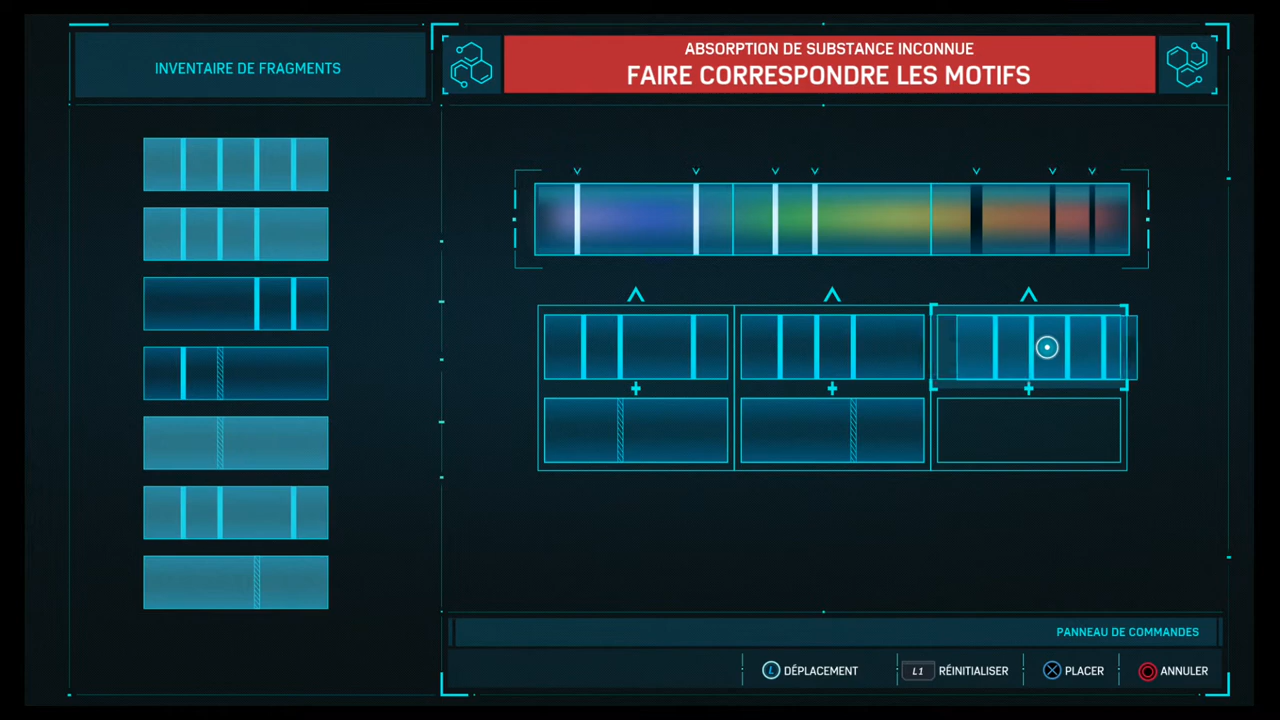 INVENTAIRE DE FRAGMENTS
ABSORPTION DE SUBSTANCE INCONNUE
FAIRE CORRESPONDRE LES MOTIFS
PANNEAU DE COMMANDES
L DÉPLACEMENT
L1 RÉINITIALISER
PLACER
ANNULER